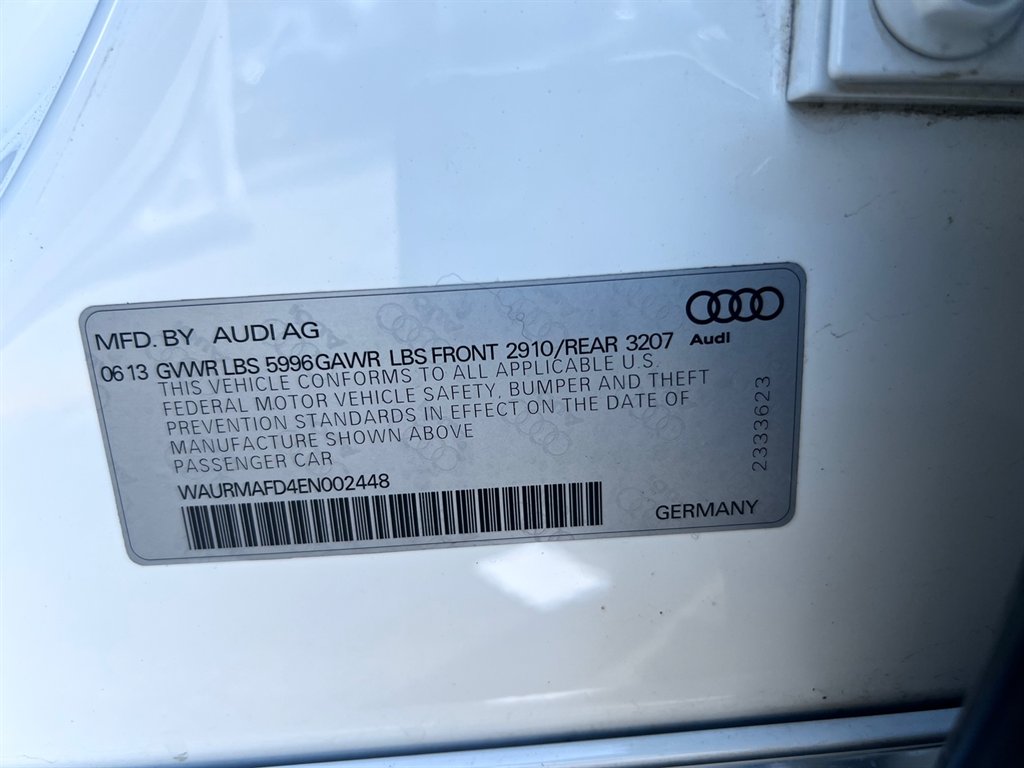 MFD. BY AUDI AG
Audi
06 13 GVWR LBS 5996 GAWR LBS FRONT 2910/REAR 3207
THIS VEHICLE CONFORMS TO ALL APPLICABLE U.S.
FEDERAL MOTOR VEHICLE SAFETY, BUMPER AND THEFT
PREVENTION STANDARDS IN EFFECT ON THE DATE OF
MANUFACTURE SHOWN ABOVE
PASSENGER CAR
2333623
WAURMAFD4EN002448
GERMANY